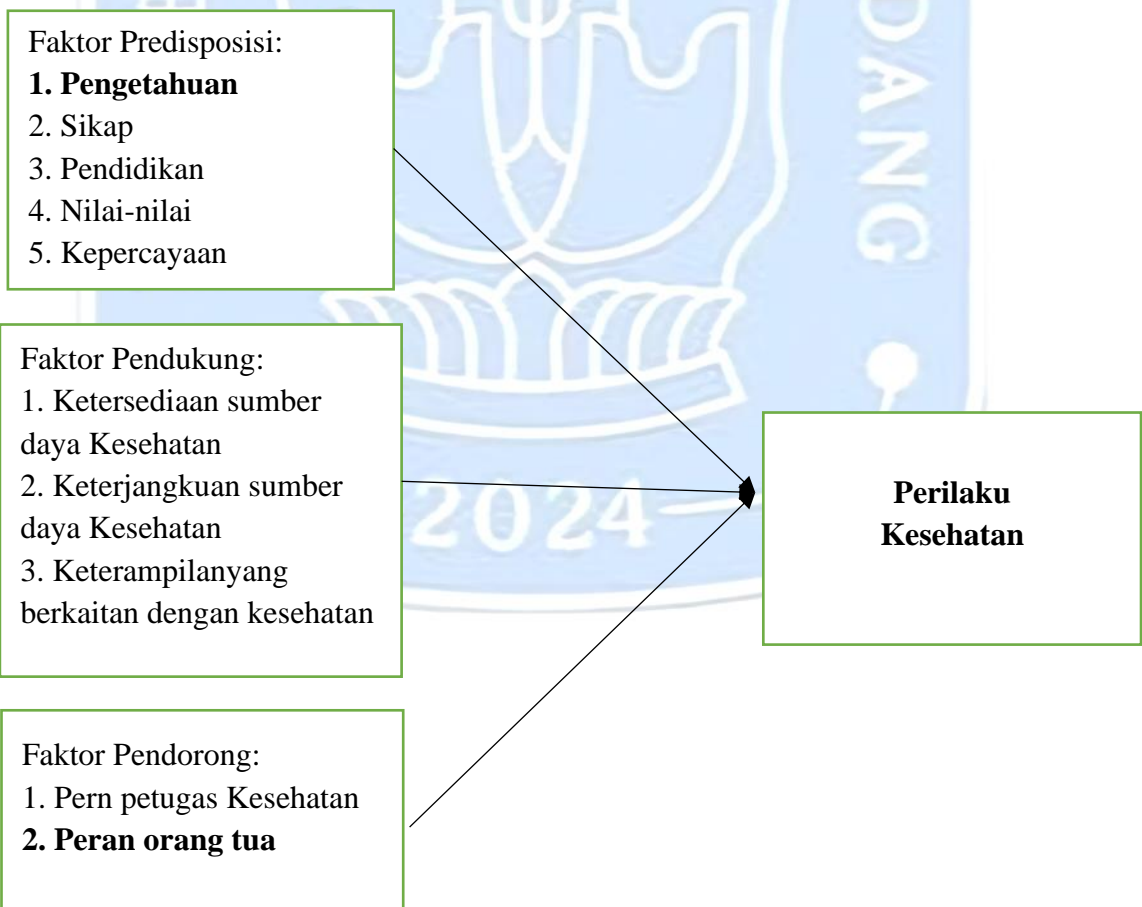 Faktor Predisposisi:
1. Pengetahuan
2. Sikap
3. Pendidikan
4. Nilai-nilai
5. Kepercayaan
Faktor Pendukung:
1. Ketersediaan sumber
daya Kesehatan
2. Keterjangkuan sumber
daya Kesehatan
3. Keterampilanyang
berkaitan dengan kesehatan
Faktor Pendorong:
1. Pern petugas Kesehatan
2. Peran orang tua
Perilaku
Kesehatan
DANG
2024